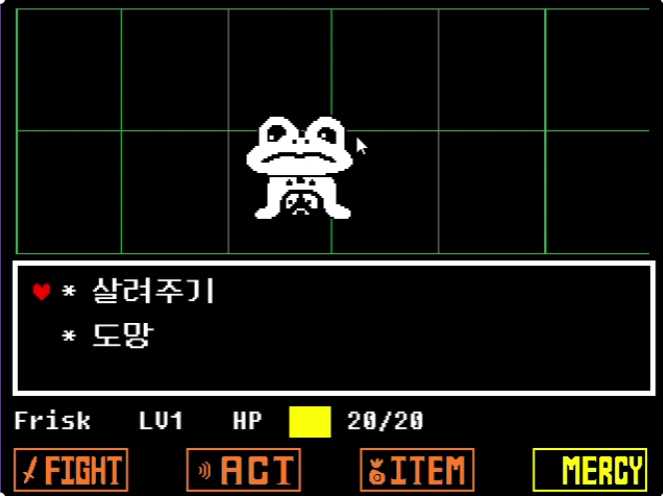 * 살려주기
* 도망
Frisk LV1 HP 20/20
FIGHT ACT ITEM MERCY